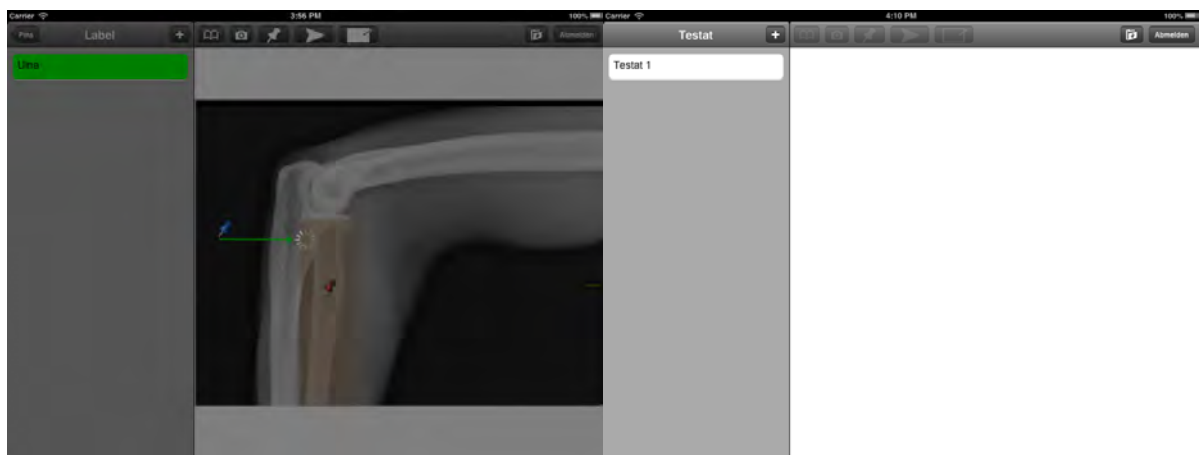 Carrier 3:56 PM 100%
Pins Label + Abmelden
Ulna
Carrier 4:10 PM 100%
Testat + Abmelden
Testat 1